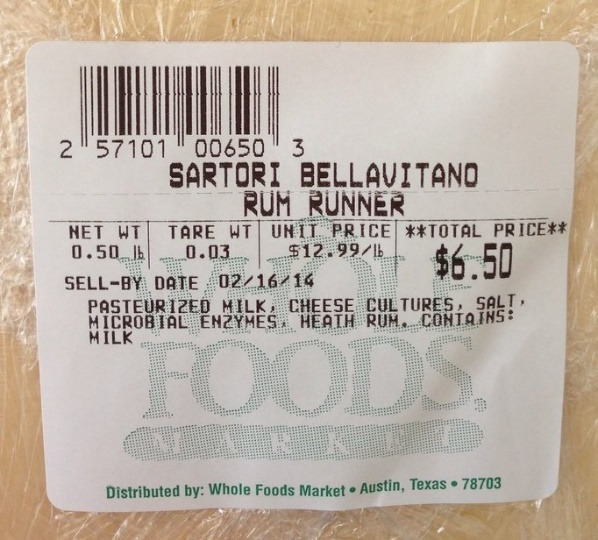 2 57101 00650 3
SARTORI BELLAVITANO
RUM RUNNER
NET WT TARE WT UNIT PRICE **TOTAL PRICE**
0.50 lb 0.03 $12.99/lb $6.50
SELL-BY DATE 02/16/14
PASTEURIZED MILK, CHEESE CULTURES, SALT,
MICROBIAL ENZYMES, HEATH RUM. CONTAINS:
MILK
WHOLE
FOODS.
MARKET
Distributed by: Whole Foods Market • Austin, Texas • 78703